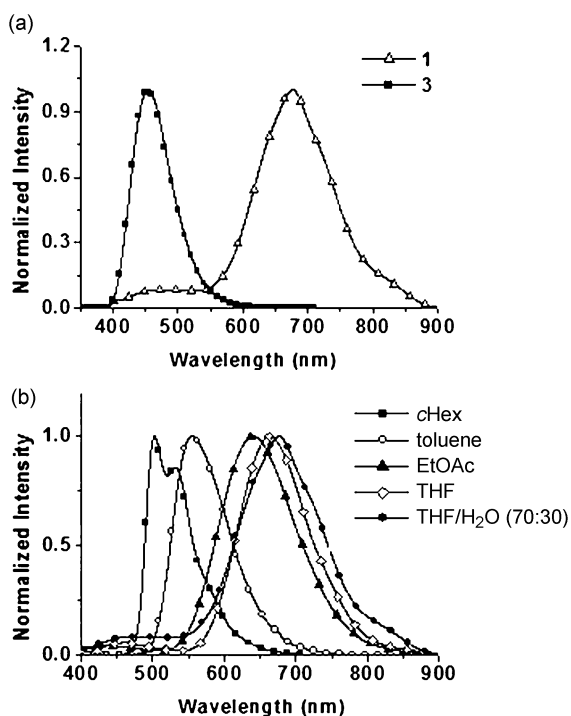 (a)
1
3
Normalized Intensity
1.2
0.9
0.6
0.3
0.0
400 500 600 700 800 900
Wavelength (nm)
(b)
cHex
toluene
EtOAc
THF
THF/H₂O (70:30)
Normalized Intensity
1.0
0.5
0.0
400 500 600 700 800 900
Wavelength (nm)